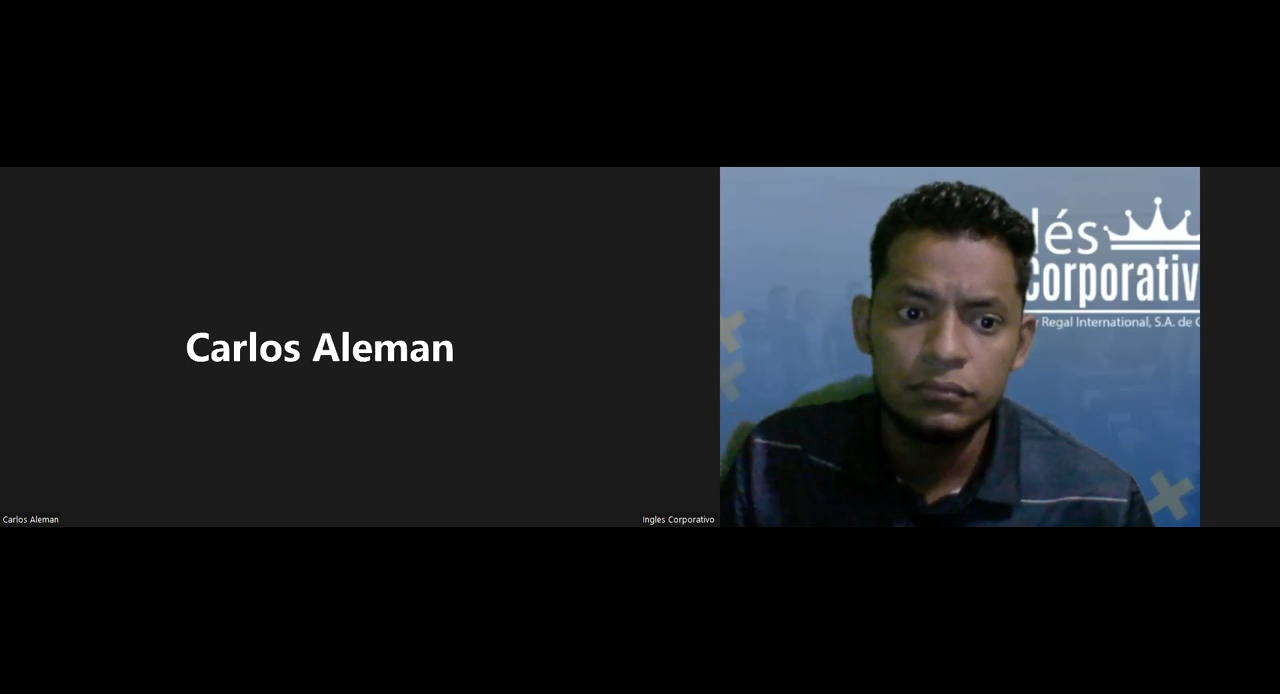 Carlos Aleman
Carlos Aleman
Ingles Corporativo
lés
Corporativ
y Regal International, S.A. de C